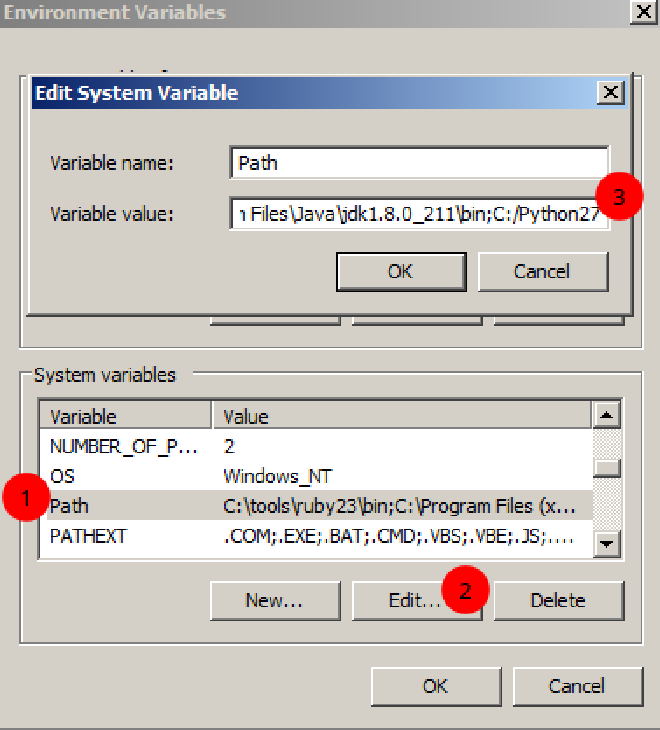 Environment Variables
Edit System Variable
Variable name:
Path
Variable value:
n Files\Java\jdk1.8.0_211\bin;C:/Python27
3
OK
Cancel
System variables
Variable
Value
NUMBER_OF_P...
2
OS
Windows_NT
1
Path
C:\tools\ruby23\bin;C:\Program Files (x...
PATHEXT
.COM;.EXE;.BAT;.CMD;.VBS;.VBE;.JS;....
New...
Edit...
2
Delete
OK
Cancel